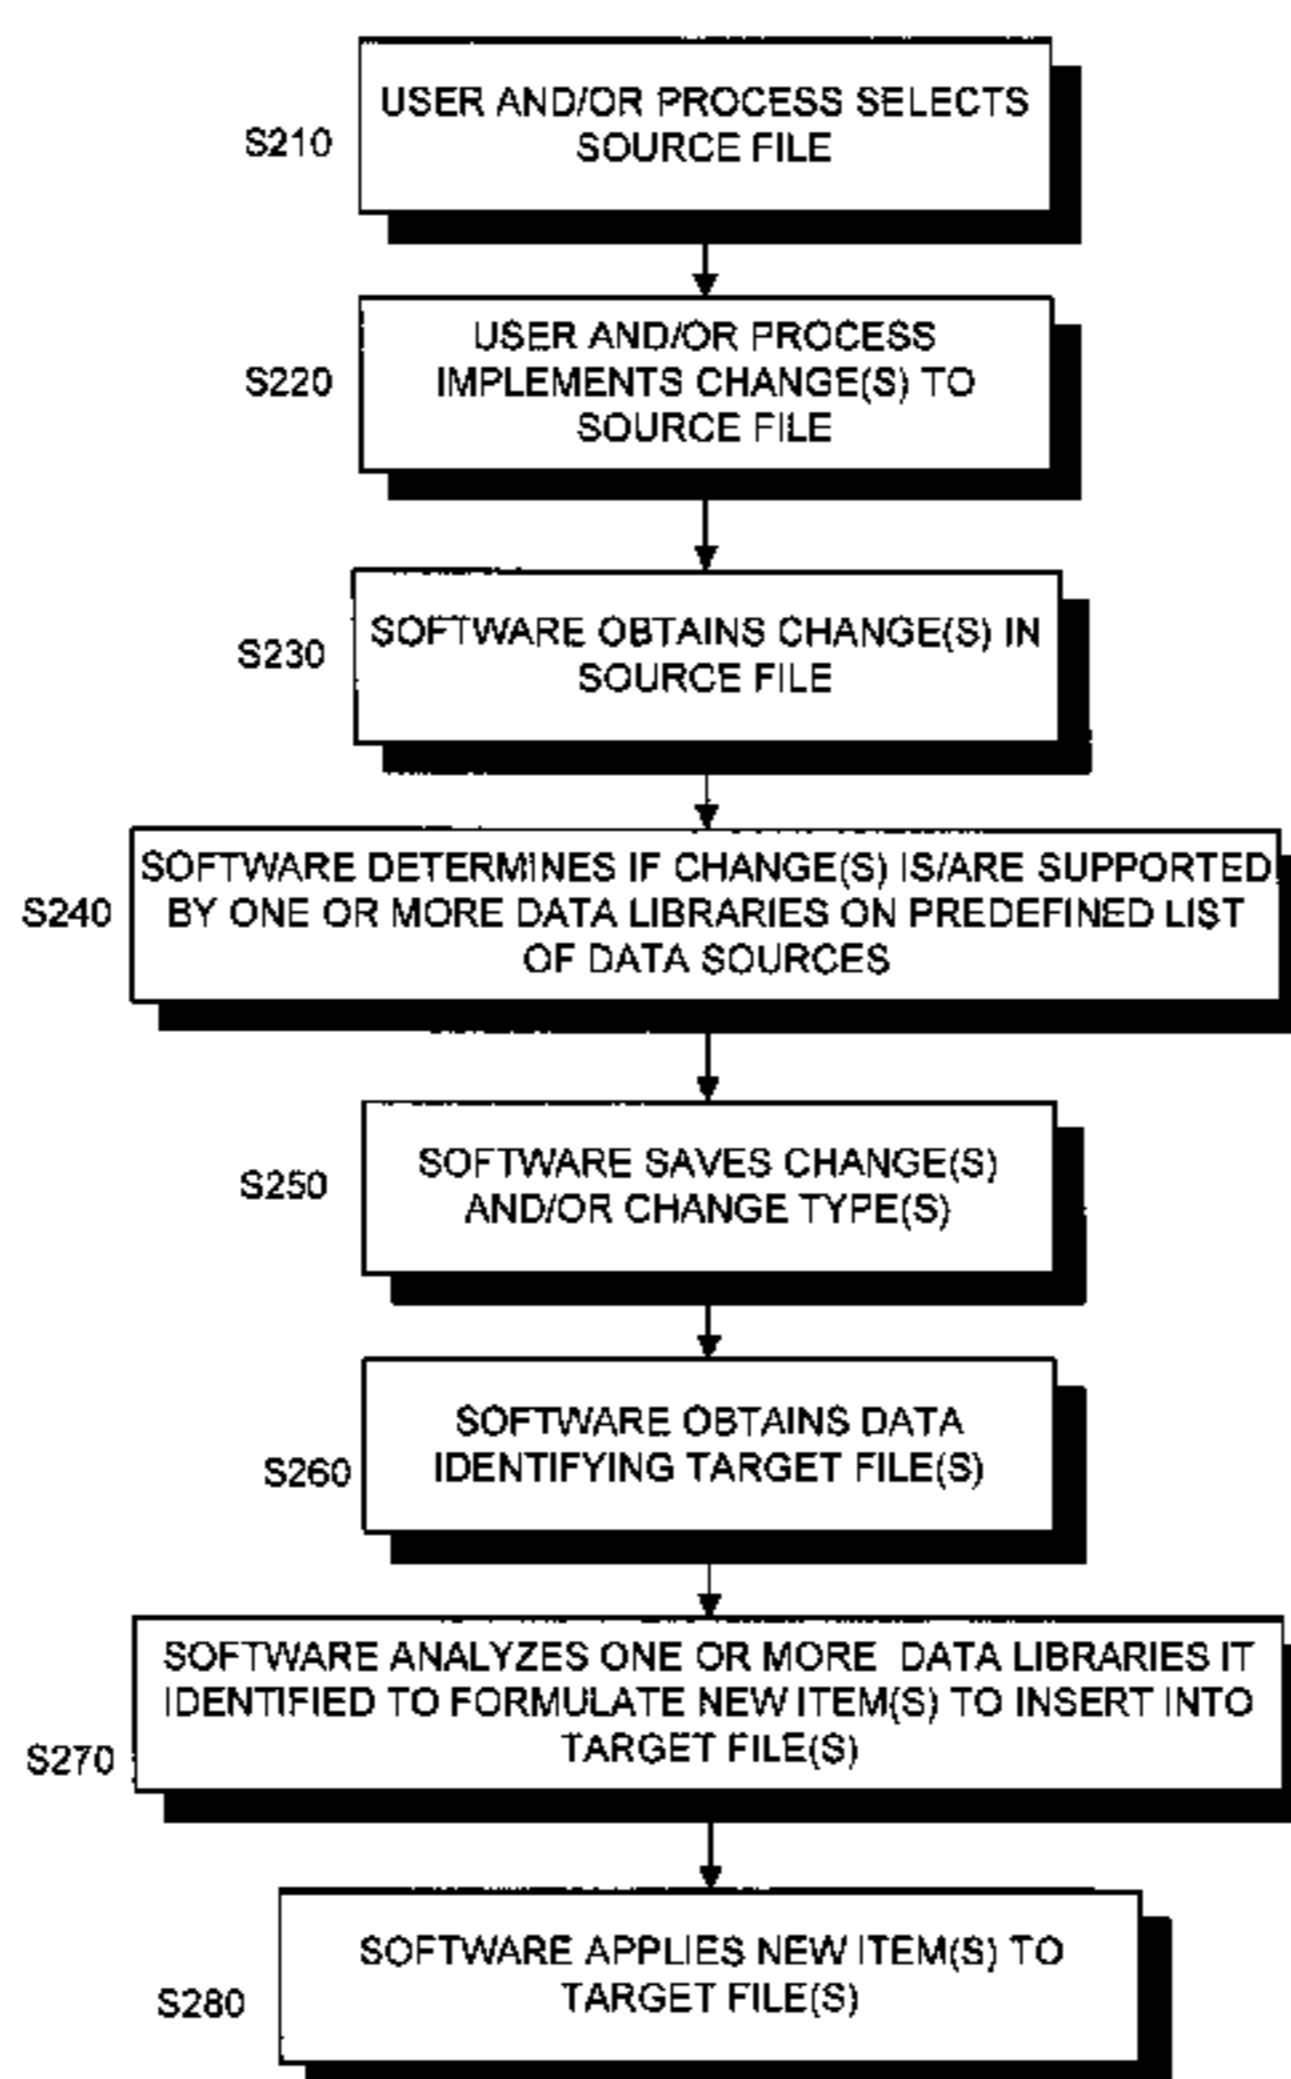 USER AND/OR PROCESS SELECTS
SOURCE FILE
S210
USER AND/OR PROCESS
IMPLEMENTS CHANGE(S) TO
SOURCE FILE
S220
SOFTWARE OBTAINS CHANGE(S) IN
SOURCE FILE
S230
SOFTWARE DETERMINES IF CHANGE(S) IS/ARE SUPPORTED
BY ONE OR MORE DATA LIBRARIES ON PREDEFINED LIST
OF DATA SOURCES
S240
SOFTWARE SAVES CHANGE(S)
AND/OR CHANGE TYPE(S)
S250
SOFTWARE OBTAINS DATA
IDENTIFYING TARGET FILE(S)
S260
SOFTWARE ANALYZES ONE OR MORE DATA LIBRARIES IT
IDENTIFIED TO FORMULATE NEW ITEM(S) TO INSERT INTO
TARGET FILE(S)
S270
SOFTWARE APPLIES NEW ITEM(S) TO
TARGET FILE(S)
S280